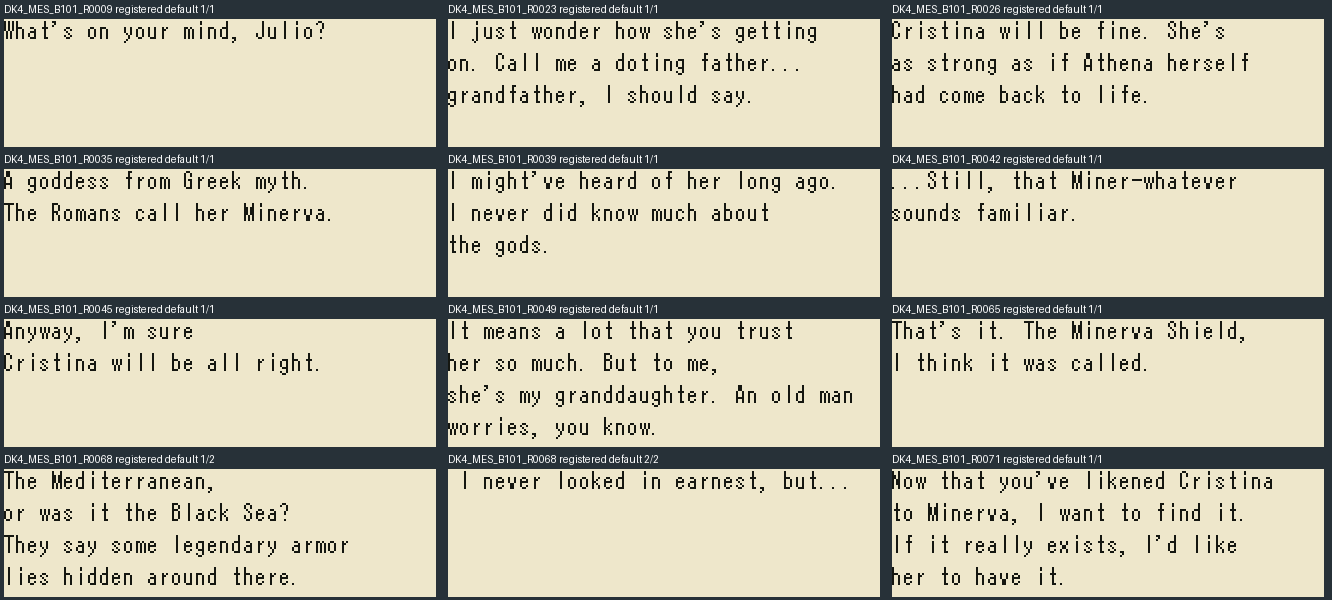 DK4_MES_B101_R0009 registered default 1/1
What's on your mind, Julio?
DK4_MES_B101_R0023 registered default 1/1
I just wonder how she's getting
on. Call me a doting father...
grandfather, I should say.
DK4_MES_B101_R0026 registered default 1/1
Cristina will be fine. She's
as strong as if Athena herself
had come back to life.
DK4_MES_B101_R0035 registered default 1/1
A goddess from Greek myth.
The Romans call her Minerva.
DK4_MES_B101_R0039 registered default 1/1
I might've heard of her long ago.
I never did know much about
the gods.
DK4_MES_B101_R0042 registered default 1/1
...Still, that Miner-whatever
sounds familiar.
DK4_MES_B101_R0045 registered default 1/1
Anyway, I'm sure
Cristina will be all right.
DK4_MES_B101_R0049 registered default 1/1
It means a lot that you trust
her so much. But to me,
she's my granddaughter. An old man
worries, you know.
DK4_MES_B101_R0065 registered default 1/1
That's it. The Minerva Shield,
I think it was called.
DK4_MES_B101_R0068 registered default 1/2
The Mediterranean,
or was it the Black Sea?
They say some legendary armor
lies hidden around there.
DK4_MES_B101_R0068 registered default 2/2
I never looked in earnest, but...
DK4_MES_B101_R0071 registered default 1/1
Now that you've likened Cristina
to Minerva, I want to find it.
If it really exists, I'd like
her to have it.